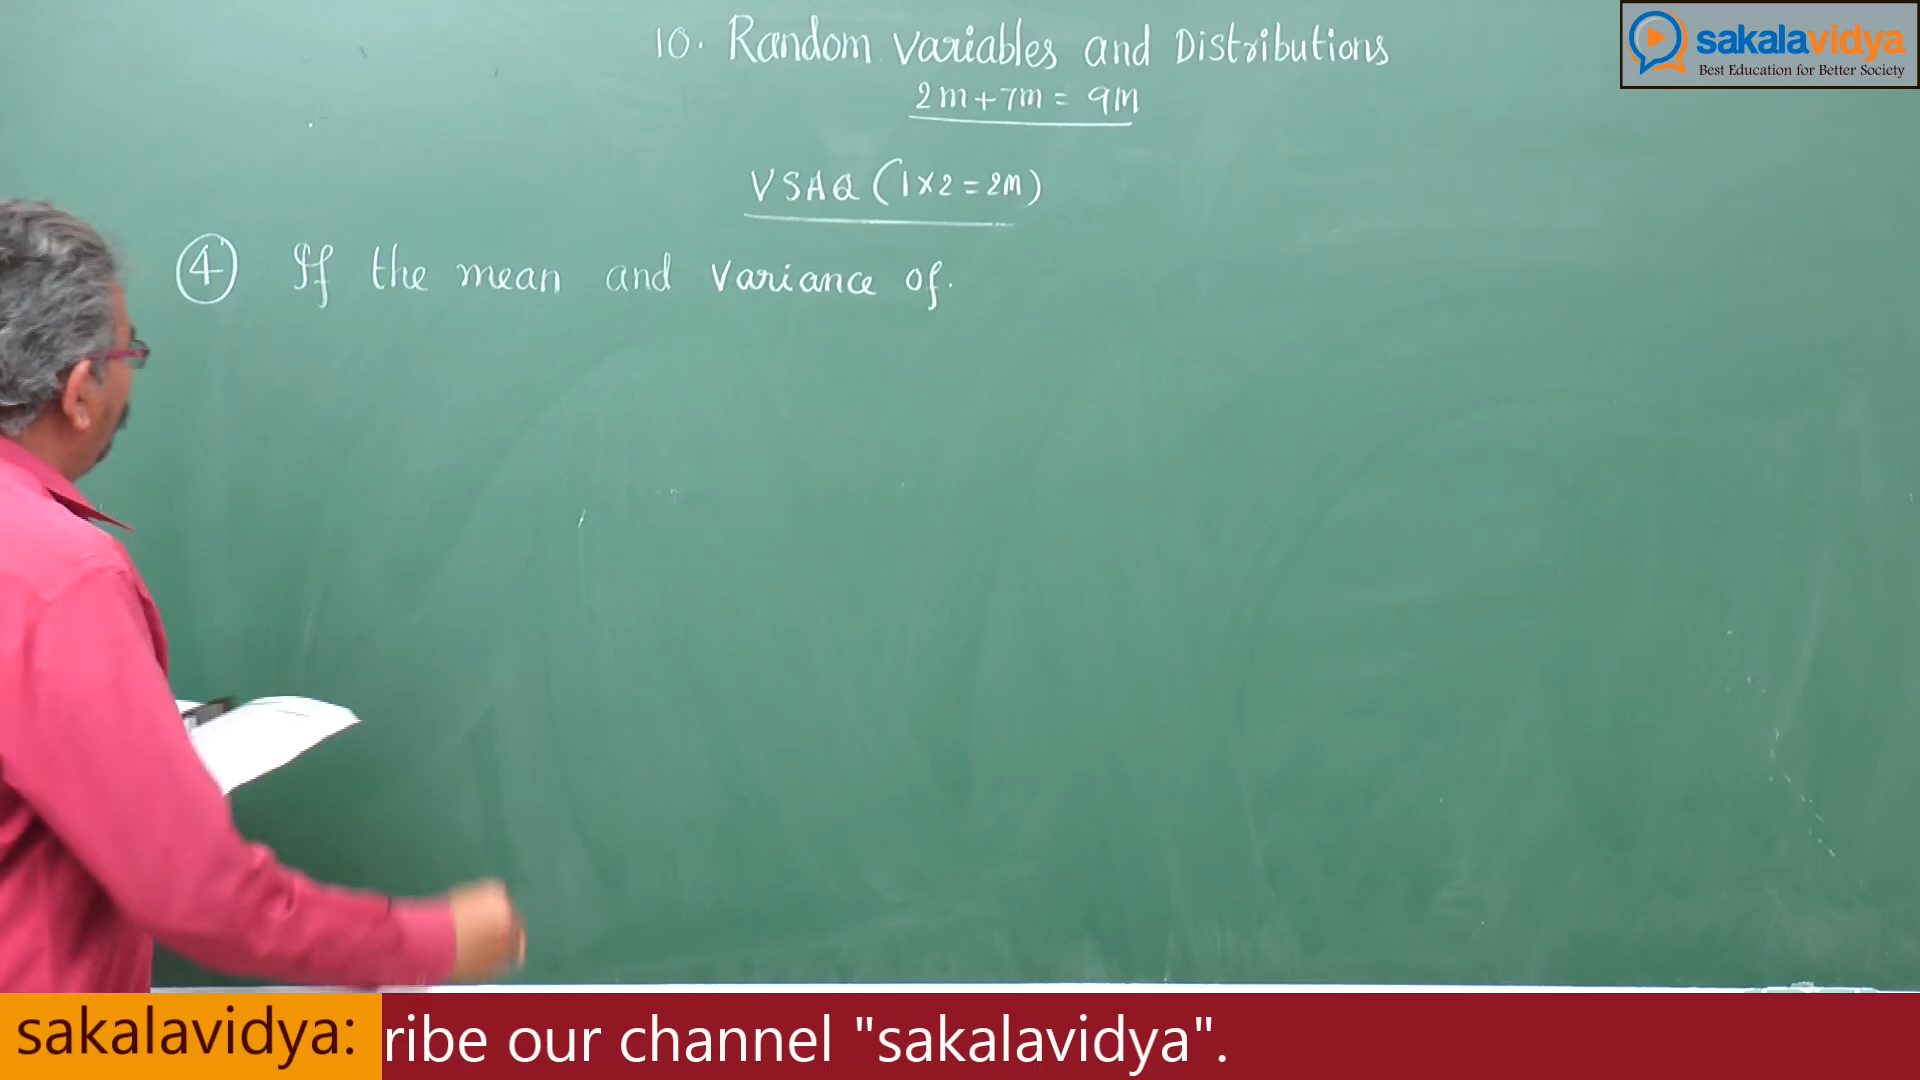 10. Random Variables and Distributions
2m + 7m = 9M
VSAQ (1 x 2 = 2m)
4 If the mean and Variance of.
sakalavidya
Best Education for Better Society
sakalavidya: ribe our channel "sakalavidya".